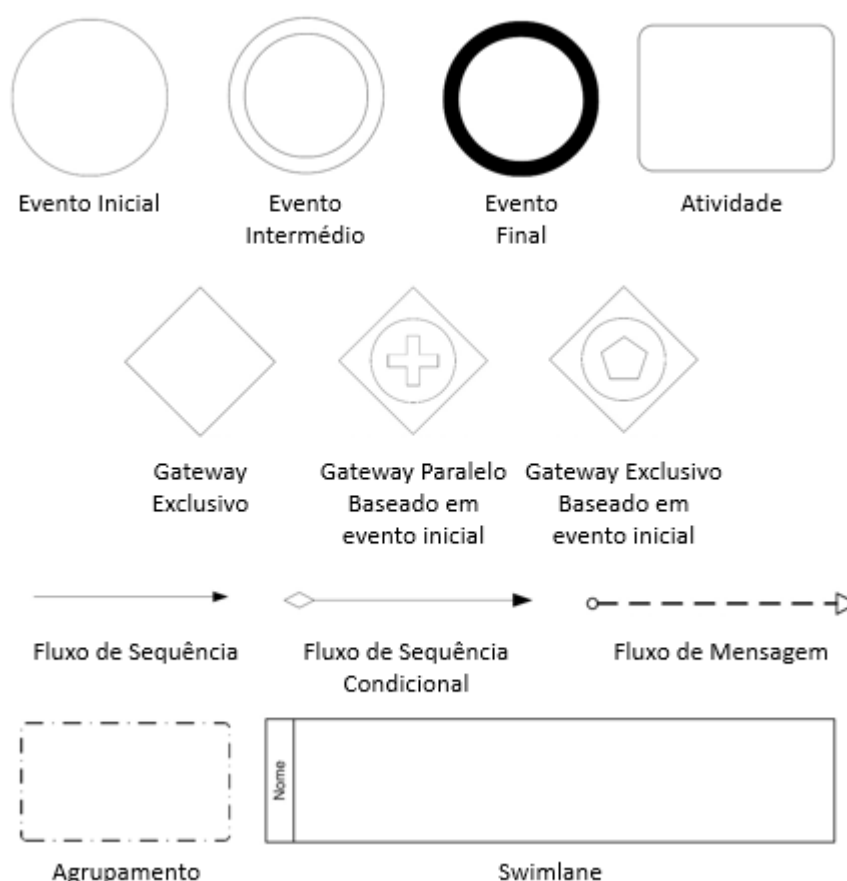 Evento Inicial
Evento
Intermédio
Evento
Final
Atividade
Gateway
Exclusivo
Gateway Paralelo
Baseado em
evento inicial
Gateway Exclusivo
Baseado em
evento inicial
Fluxo de Sequência
Fluxo de Sequência
Condicional
Fluxo de Mensagem
Nome
Agrupamento
Swimlane